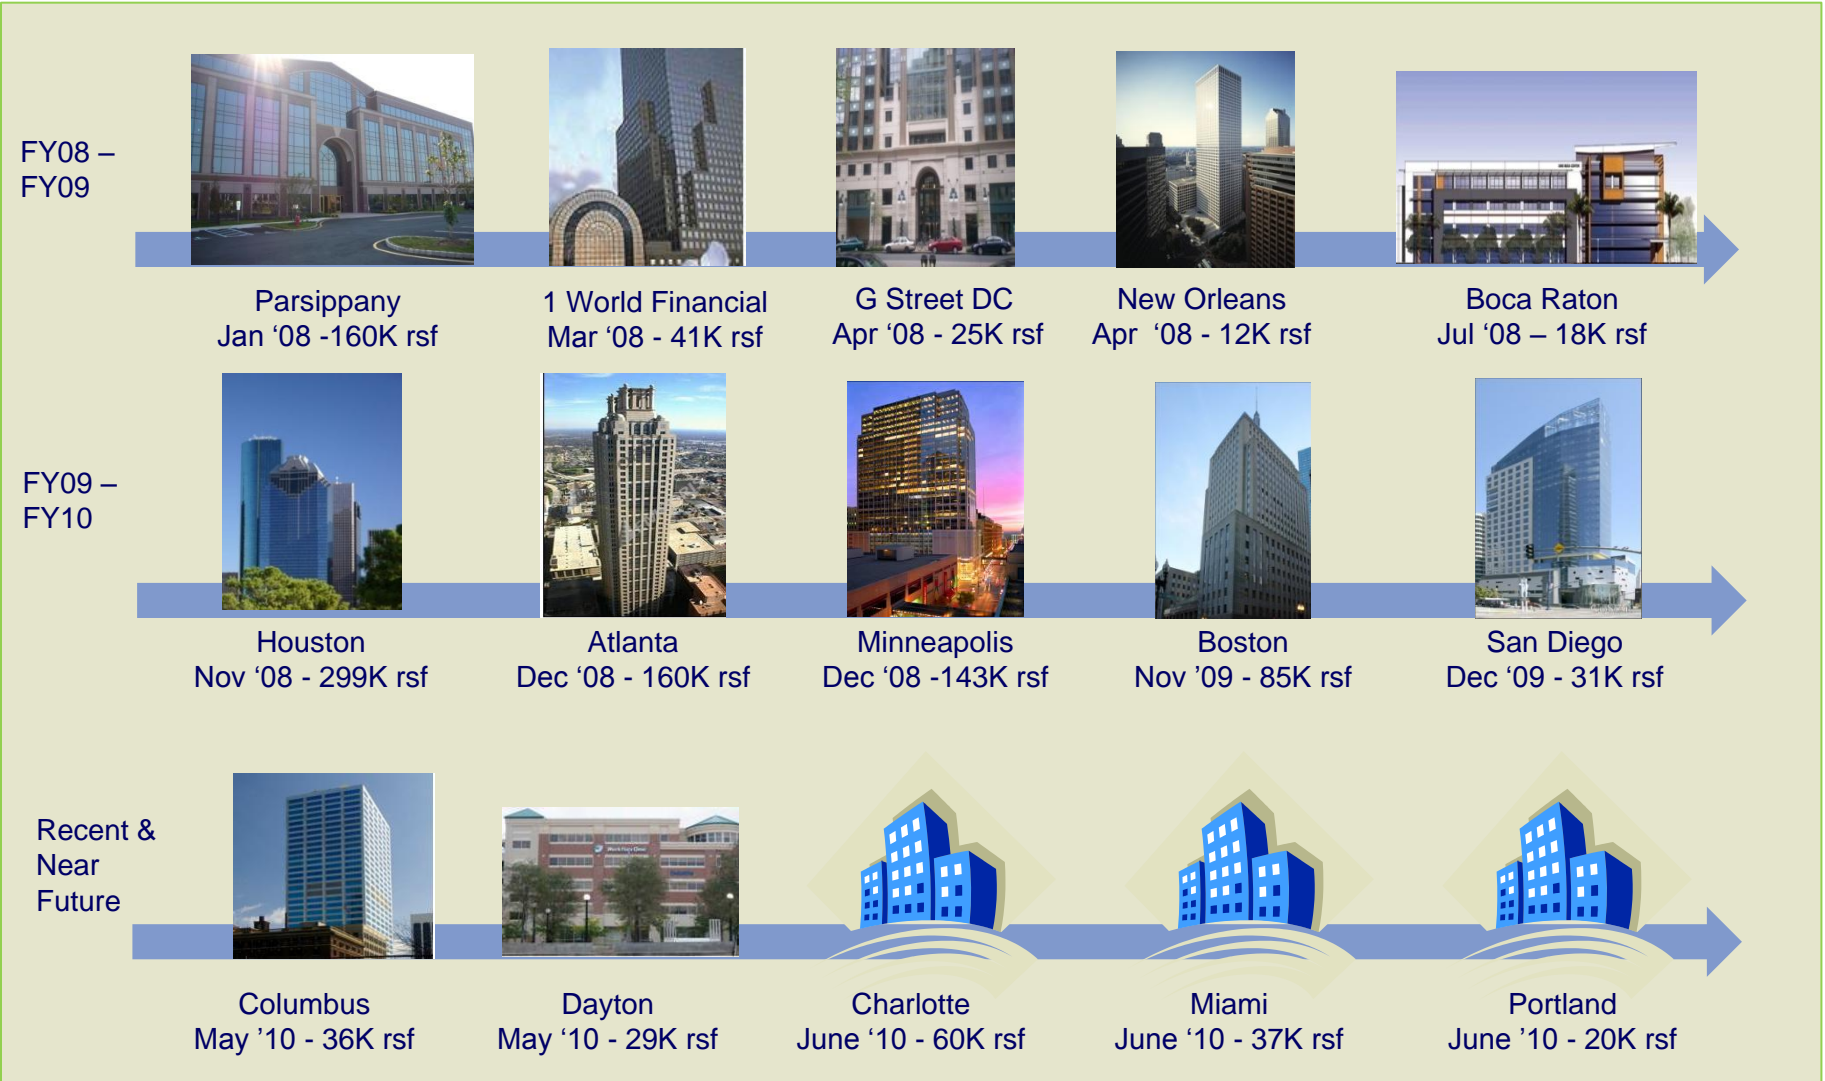 FY08 –
FY09
Parsippany
Jan ‘08 -160K rsf
1 World Financial
Mar ‘08 - 41K rsf
G Street DC
Apr ‘08 - 25K rsf
New Orleans
Apr  ‘08 - 12K rsf
Boca Raton
Jul ‘08 – 18K rsf
FY09 –
FY10
Houston
Nov ‘08 - 299K rsf
Atlanta
Dec ‘08 - 160K rsf
Minneapolis
Dec ‘08 -143K rsf
Boston
Nov ’09 - 85K rsf
San Diego
Dec ‘09 - 31K rsf
Recent &
Near
Future
Columbus
May ’10 - 36K rsf
Dayton
May ‘10 - 29K rsf
Charlotte
June ‘10 - 60K rsf
Miami
June ‘10 - 37K rsf
Portland
June ’10 - 20K rsf